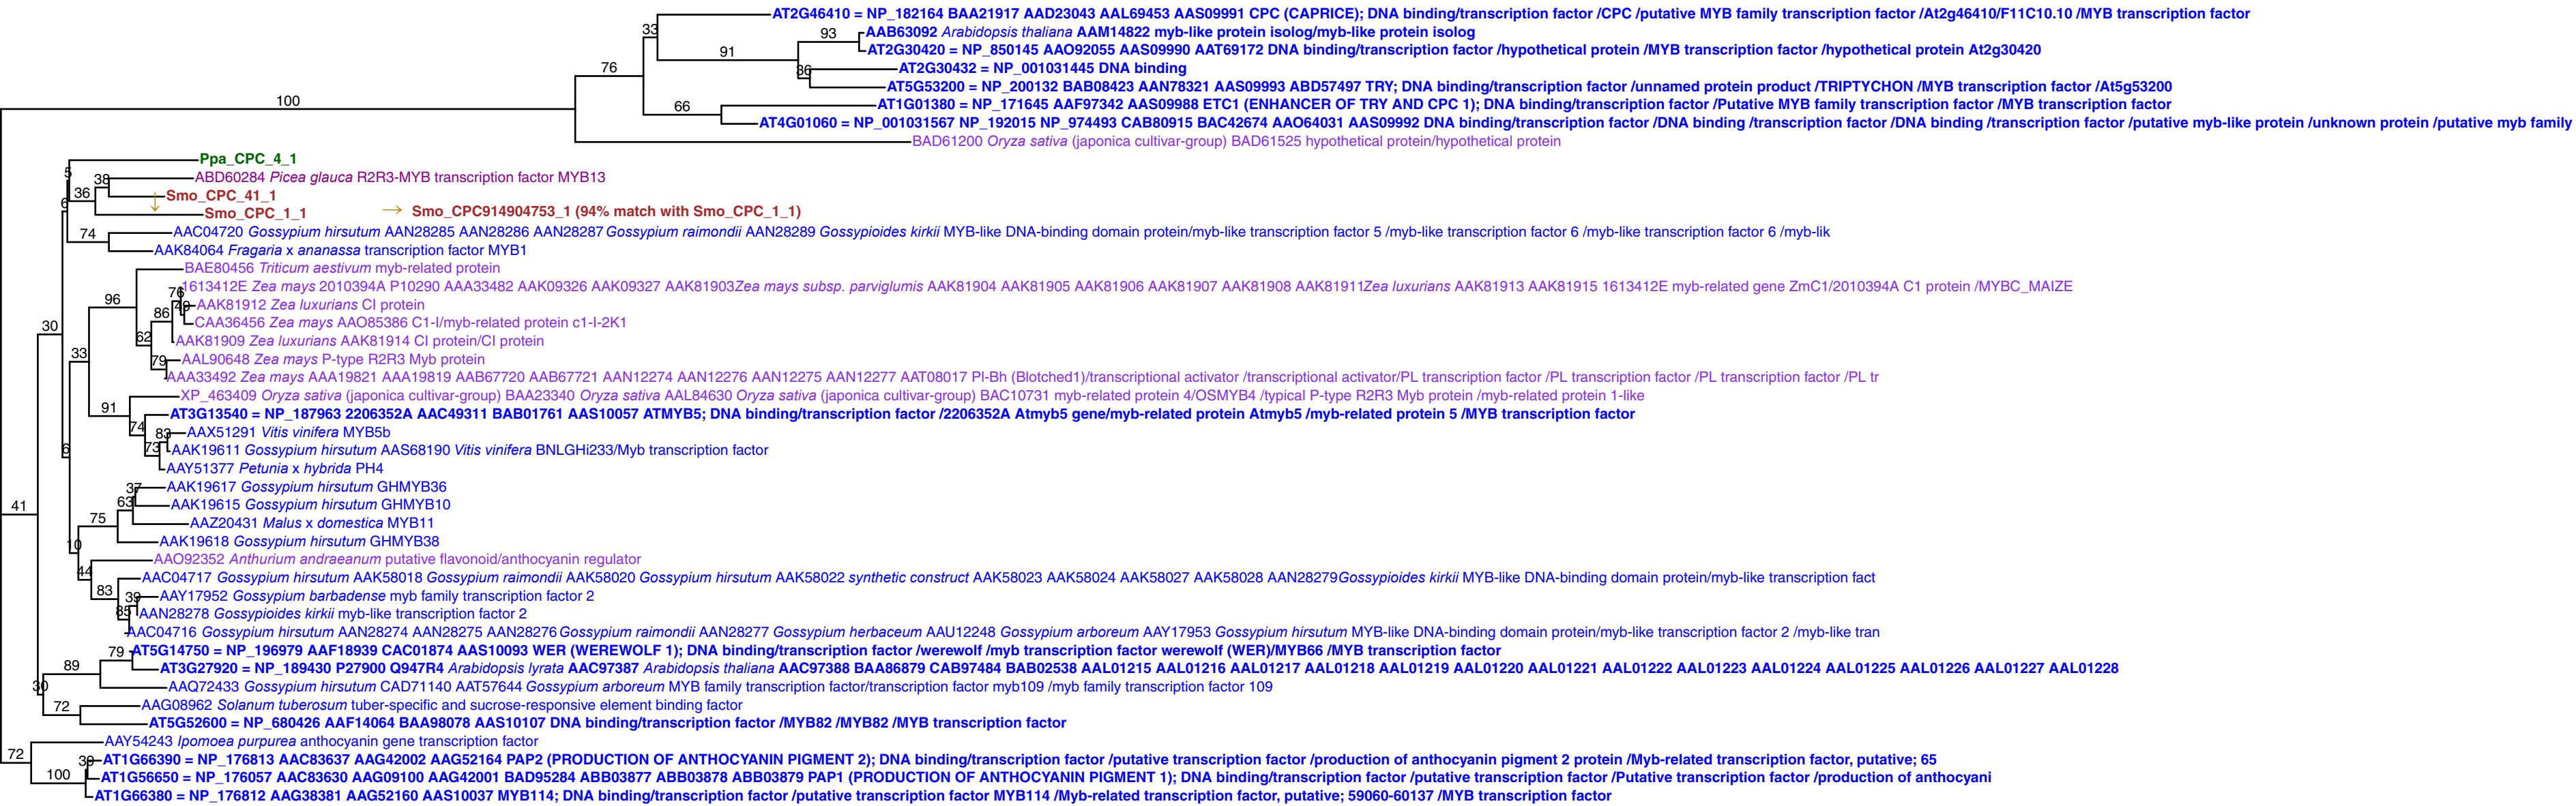 AT2G46410 = NP_182164 BAA21917 AAD23043 AAL69453 AAS09991 CPC (CAPRICE); DNA binding/transcription factor /CPC /putative MYB family transcription factor /At2g46410/F11C10.10 /MYB transcription factor
33
AAB63092 Arabidopsis thaliana AAM14822 myb-like protein isolog/myb-like protein isolog
93
AT2G30420 = NP_850145 AAO92055 AAS09990 AAT69172 DNA binding/transcription factor /hypothetical protein /MYB transcription factor /hypothetical protein At2g30420
91
AT2G30432 = NP_001031445 DNA binding
76
36
AT5G53200 = NP_200132 BAB08423 AAN78321 AAS09993 ABD57497 TRY; DNA binding/transcription factor /unnamed protein product /TRIPTYCHON /MYB transcription factor /At5g53200
100
66
AT1G01380 = NP_171645 AAF97342 AAS09988 ETC1 (ENHANCER OF TRY AND CPC 1); DNA binding/transcription factor /Putative MYB family transcription factor /MYB transcription factor
AT4G01060 = NP_001031567 NP_192015 NP_974493 CAB80915 BAC42674 AAO64031 AAS09992 DNA binding/transcription factor /DNA binding /transcription factor /DNA binding /transcription factor /putative myb-like protein /unknown protein /putative myb family
BAD61200 Oryza sativa (japonica cultivar-group) BAD61525 hypothetical protein/hypothetical protein
Ppa_CPC_4_1
5
38
ABD60284 Picea glauca R2R3-MYB transcription factor MYB13
36
Smo_CPC_41_1
6
Smo_CPC_1_1 → Smo_CPC914904753_1 (94% match with Smo_CPC_1_1)
74
AAC04720 Gossypium hirsutum AAN28285 AAN28286 AAN28287 Gossypium raimondii AAN28289 Gossypioides kirkii MYB-like DNA-binding domain protein/myb-like transcription factor 5 /myb-like transcription factor 6 /myb-like transcription factor 6 /myb-lik
AAK84064 Fragaria x ananassa transcription factor MYB1
BAE80456 Triticum aestivum myb-related protein
76
1613412E Zea mays 2010394A P10290 AAA33482 AAK09326 AAK09327 AAK81903 Zea mays subsp. parviglumis AAK81904 AAK81905 AAK81906 AAK81907 AAK81908 AAK81911 Zea luxurians AAK81913 AAK81915 1613412E myb-related gene ZmC1/2010394A C1 protein /MYBC_MAIZE
96
AAK81912 Zea luxurians CI protein
86
CAA36456 Zea mays AAO85386 C1-I/myb-related protein c1-I-2K1
30
62
AAK81909 Zea luxurians AAK81914 CI protein/CI protein
33
79
AAL90648 Zea mays P-type R2R3 Myb protein
AAA33492 Zea mays AAA19821 AAA19819 AAB67720 AAB67721 AAN12274 AAN12276 AAN12275 AAN12277 AAT08017 Pl-Bh (Blotched1)/transcriptional activator /transcriptional activator/PL transcription factor /PL transcription factor /PL transcription factor /PL tr
XP_463409 Oryza sativa (japonica cultivar-group) BAA23340 Oryza sativa AAL84630 Oryza sativa (japonica cultivar-group) BAC10731 myb-related protein 4/OSMYB4 /typical P-type R2R3 Myb protein /myb-related protein 1-like
91
AT3G13540 = NP_187963 2206352A AAC49311 BAB01761 AAS10057 ATMYB5; DNA binding/transcription factor /2206352A Atmyb5 gene/myb-related protein Atmyb5 /myb-related protein 5 /MYB transcription factor
74
83
AAX51291 Vitis vinifera MYB5b
6
73
AAK19611 Gossypium hirsutum AAS68190 Vitis vinifera BNLGHi233/Myb transcription factor
AAY51377 Petunia x hybrida PH4
37
AAK19617 Gossypium hirsutum GHMYB36
41
63
AAK19615 Gossypium hirsutum GHMYB10
75
AAZ20431 Malus x domestica MYB11
10
AAK19618 Gossypium hirsutum GHMYB38
AAO92352 Anthurium andraeanum putative flavonoid/anthocyanin regulator
44
AAC04717 Gossypium hirsutum AAK58018 Gossypium raimondii AAK58020 Gossypium hirsutum AAK58022 synthetic construct AAK58023 AAK58024 AAK58027 AAK58028 AAN28279 Gossypioides kirkii MYB-like DNA-binding domain protein/myb-like transcription fact
83
39
AAY17952 Gossypium barbadense myb family transcription factor 2
85
AAN28278 Gossypioides kirkii myb-like transcription factor 2
AAC04716 Gossypium hirsutum AAN28274 AAN28275 AAN28276 Gossypium raimondii AAN28277 Gossypium herbaceum AAU12248 Gossypium arboreum AAY17953 Gossypium hirsutum MYB-like DNA-binding domain protein/myb-like transcription factor 2 /myb-like tran
79
AT5G14750 = NP_196979 AAF18939 CAC01874 AAS10093 WER (WEREWOLF 1); DNA binding/transcription factor /werewolf /myb transcription factor werewolf (WER)/MYB66 /MYB transcription factor
89
AT3G27920 = NP_189430 P27900 Q947R4 Arabidopsis lyrata AAC97387 Arabidopsis thaliana AAC97388 BAA86879 CAB97484 BAB02538 AAL01215 AAL01216 AAL01217 AAL01218 AAL01219 AAL01220 AAL01221 AAL01222 AAL01223 AAL01224 AAL01225 AAL01226 AAL01227 AAL01228
30
AAQ72433 Gossypium hirsutum CAD71140 AAT57644 Gossypium arboreum MYB family transcription factor/transcription factor myb109 /myb family transcription factor 109
72
AAG08962 Solanum tuberosum tuber-specific and sucrose-responsive element binding factor
AT5G52600 = NP_680426 AAF14064 BAA98078 AAS10107 DNA binding/transcription factor /MYB82 /MYB82 /MYB transcription factor
AAY54243 Ipomoea purpurea anthocyanin gene transcription factor
72
39
AT1G66390 = NP_176813 AAC83637 AAG42002 AAG52164 PAP2 (PRODUCTION OF ANTHOCYANIN PIGMENT 2); DNA binding/transcription factor /putative transcription factor /production of anthocyanin pigment 2 protein /Myb-related transcription factor, putative; 65
100
AT1G56650 = NP_176057 AAC83630 AAG09100 AAG42001 BAD95284 ABB03877 ABB03878 ABB03879 PAP1 (PRODUCTION OF ANTHOCYANIN PIGMENT 1); DNA binding/transcription factor /putative transcription factor /Putative transcription factor /production of anthocyani
AT1G66380 = NP_176812 AAG38381 AAG52160 AAS10037 MYB114; DNA binding/transcription factor /putative transcription factor MYB114 /Myb-related transcription factor, putative; 59060-60137 /MYB transcription factor